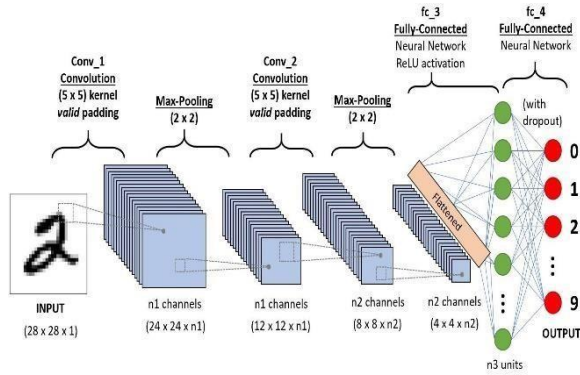 fc_3
Fully-Connected
Neural Network
ReLU activation
fc_4
Fully-Connected
Neural Network
Conv_1
Convolution
(5 x 5) kernel
valid padding
Max-Pooling
(2 x 2)
Conv_2
Convolution
(5 x 5) kernel
valid padding
Max-Pooling
(2 x 2)
(with
dropout)
Flattened
2
0
1
2
9
INPUT
(28 x 28 x 1)
n1 channels
(24 x 24 x n1)
n1 channels
(12 x 12 x n1)
n2 channels
(8 x 8 x n2)
n2 channels
(4 x 4 x n2)
OUTPUT
n3 units